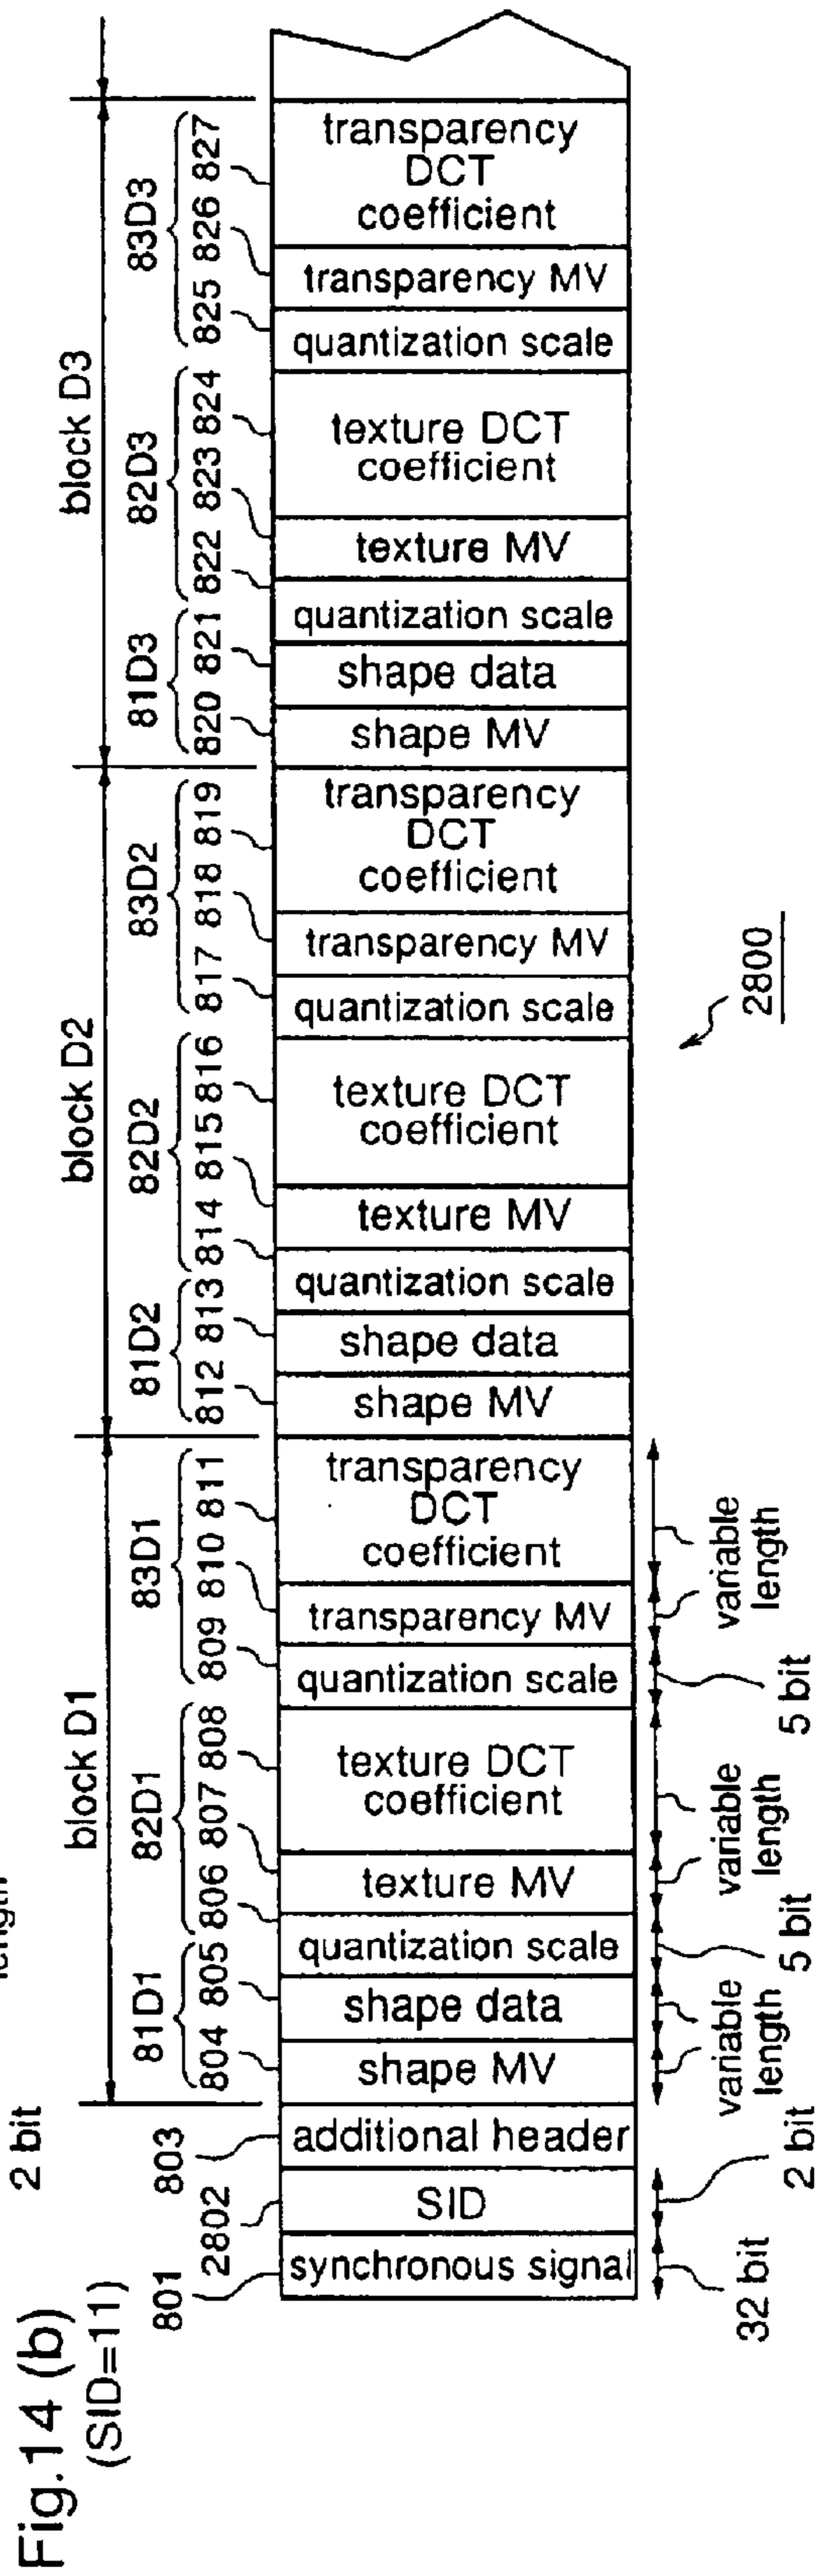 length
2 bit
Fig.14 (b)
(SID=11)
block D1
block D2
block D3
81D1
82D1
83D1
81D2
82D2
83D2
81D3
82D3
83D3
801
2802
803
804 805 806 807 808 809 810 811
812 813 814 815 816 817 818 819
820 821 822 823 824 825 826 827
synchronous signal
SID
additional header
shape MV
shape data
quantization scale
texture MV
texture DCT
coefficient
quantization scale
transparency MV
transparency
DCT
coefficient
shape MV
shape data
quantization scale
texture MV
texture DCT
coefficient
quantization scale
transparency MV
transparency
DCT
coefficient
shape MV
shape data
quantization scale
texture MV
texture DCT
coefficient
quantization scale
transparency MV
transparency
DCT
coefficient
32 bit
2 bit
variable
length
5 bit
variable
length
5 bit
variable
length
2800